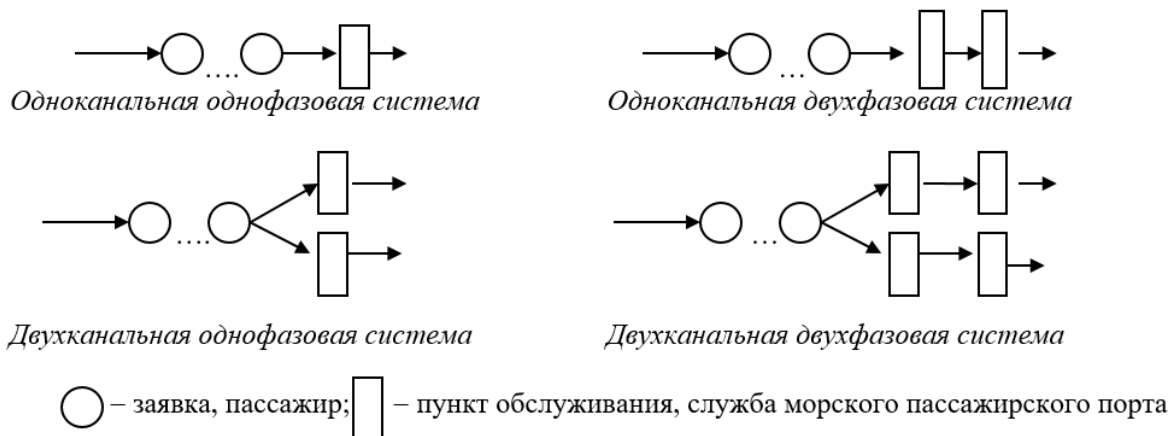 ….
…
Одноканальная однофазовая система
Одноканальная двухфазовая система
….
…
Двухканальная однофазовая система
Двухканальная двухфазовая система
– заявка, пассажир; – пункт обслуживания, служба морского пассажирского порта